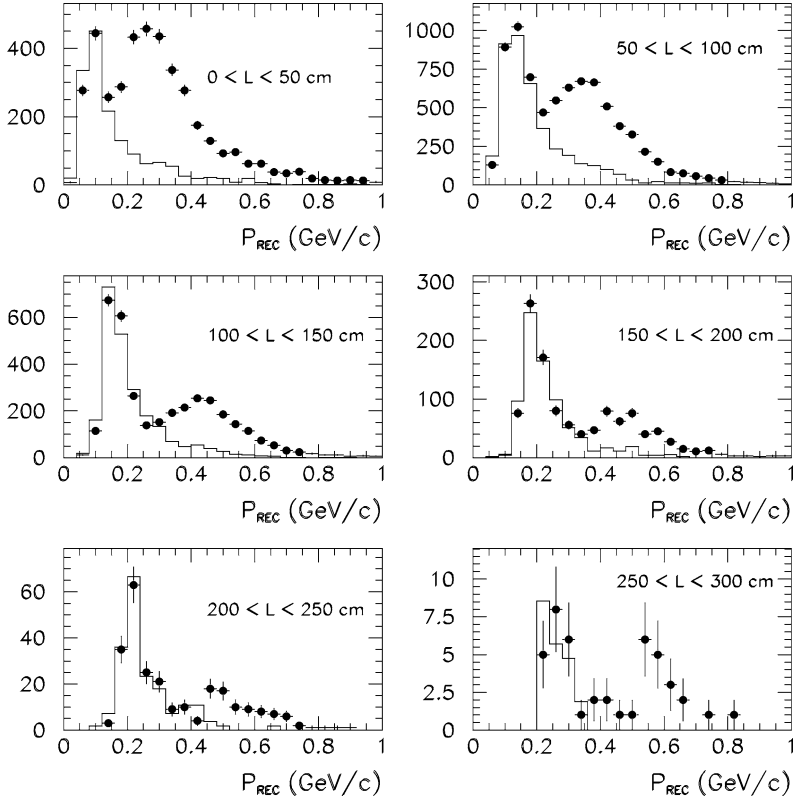 400
200
0
0 < L < 50 cm
0 0.2 0.4 0.6 0.8 1
P_REC (GeV/c)
1000
750
500
250
0
50 < L < 100 cm
0 0.2 0.4 0.6 0.8 1
P_REC (GeV/c)
600
400
200
0
100 < L < 150 cm
0 0.2 0.4 0.6 0.8 1
P_REC (GeV/c)
300
200
100
0
150 < L < 200 cm
0 0.2 0.4 0.6 0.8 1
P_REC (GeV/c)
60
40
20
0
200 < L < 250 cm
0 0.2 0.4 0.6 0.8 1
P_REC (GeV/c)
10
7.5
5
2.5
0
250 < L < 300 cm
0 0.2 0.4 0.6 0.8 1
P_REC (GeV/c)